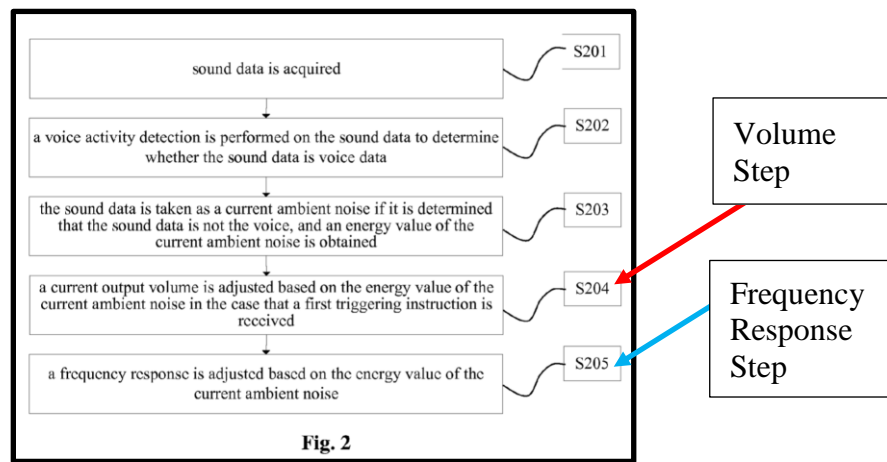 sound data is acquired
S201
a voice activity detection is performed on the sound data to determine
whether the sound data is voice data
S202
the sound data is taken as a current ambient noise if it is determined
that the sound data is not the voice, and an energy value of the
current ambient noise is obtained
S203
a current output volume is adjusted based on the energy value of the
current ambient noise in the case that a first triggering instruction is
received
S204
a frequency response is adjusted based on the energy value of the
current ambient noise
S205
Fig. 2
Volume
Step
Frequency
Response
Step